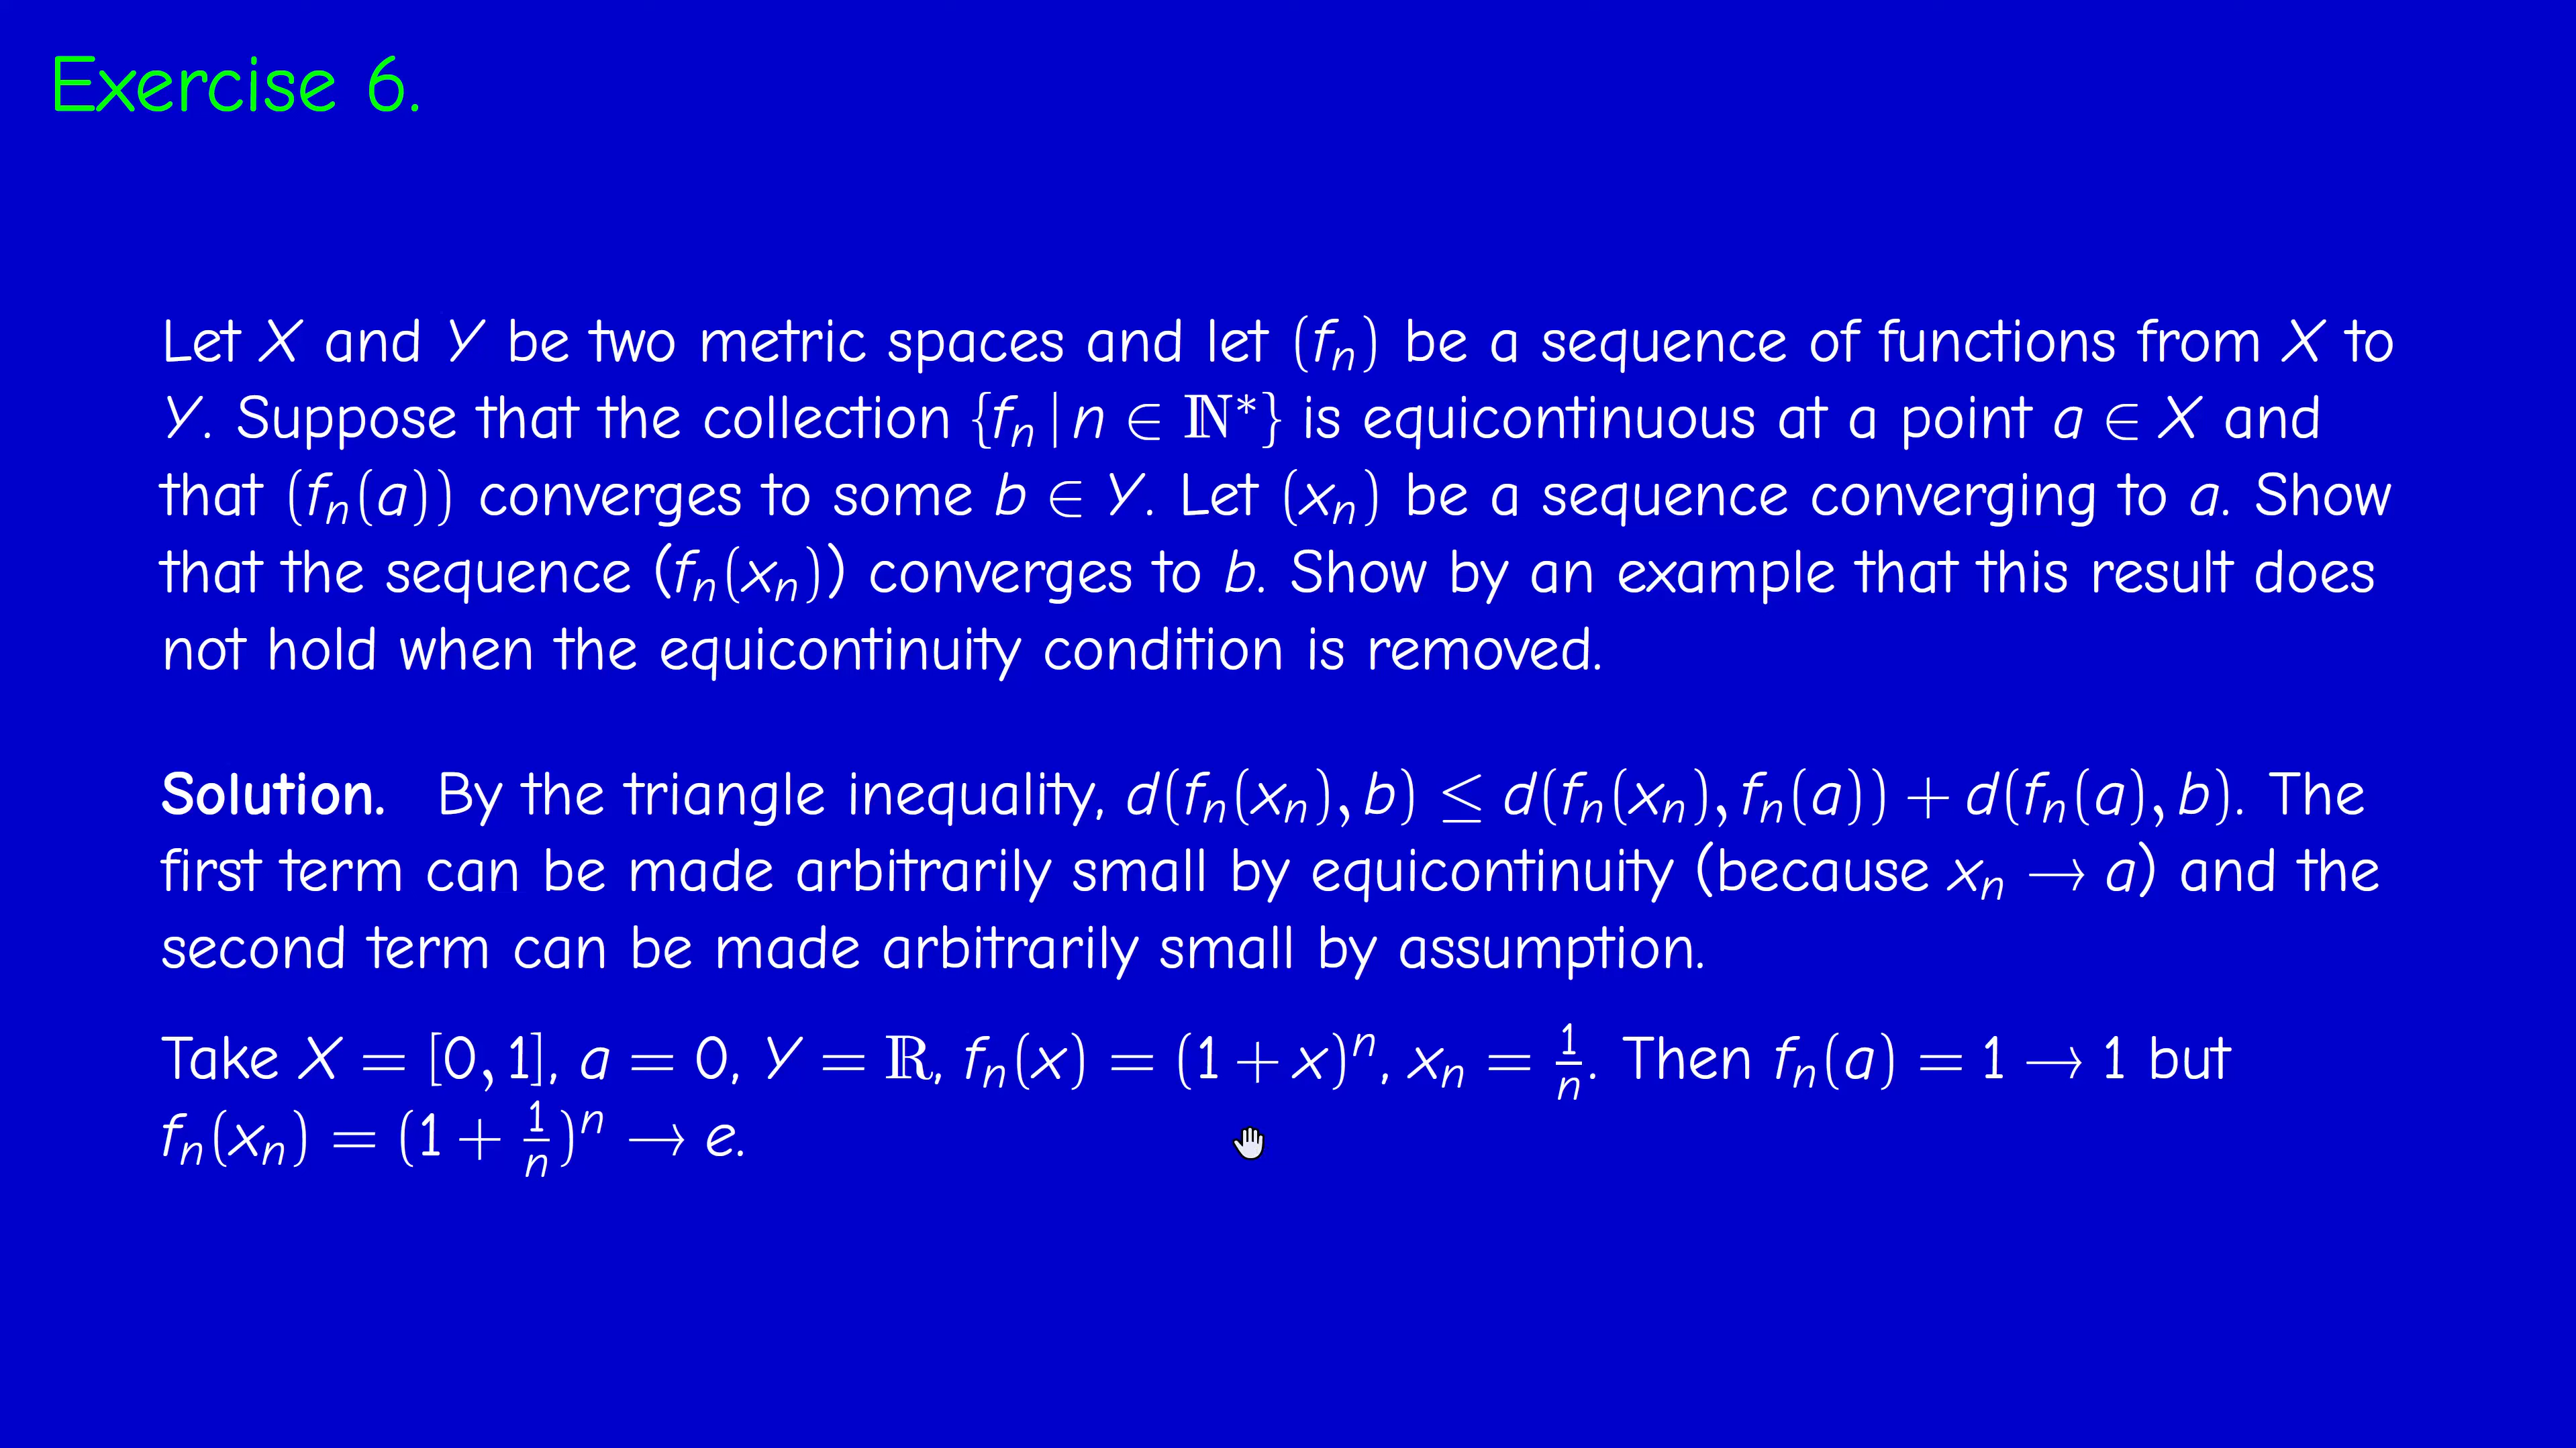 Exercise 6.
Let X and Y be two metric spaces and let (fₙ) be a sequence of functions from X to
Y. Suppose that the collection {fₙ | n ∈ ℕ*} is equicontinuous at a point a ∈ X and
that (fₙ(a)) converges to some b ∈ Y. Let (xₙ) be a sequence converging to a. Show
that the sequence (fₙ(xₙ)) converges to b. Show by an example that this result does
not hold when the equicontinuity condition is removed.
Solution. By the triangle inequality, d(fₙ(xₙ), b) ≤ d(fₙ(xₙ), fₙ(a)) + d(fₙ(a), b). The
first term can be made arbitrarily small by equicontinuity (because xₙ → a) and the
second term can be made arbitrarily small by assumption.
Take X = [0, 1], a = 0, Y = ℝ, fₙ(x) = (1 + x)ⁿ, xₙ = 1/n. Then fₙ(a) = 1 → 1 but
fₙ(xₙ) = (1 + 1/n)ⁿ → e.